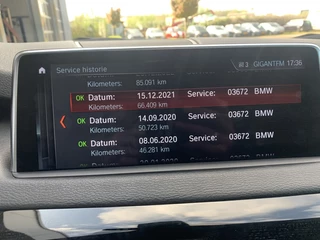 Service historie
3 GIGANTFM 17:36
Kilometers: 85.091 km
OK Datum: 15.12.2021 Service: 03672 BMW
Kilometers: 66.409 km
OK Datum: 14.09.2020 Service: 03672 BMW
Kilometers: 50.723 km
OK Datum: 08.06.2020 Service: 03672 BMW
Kilometers: 46.281 km